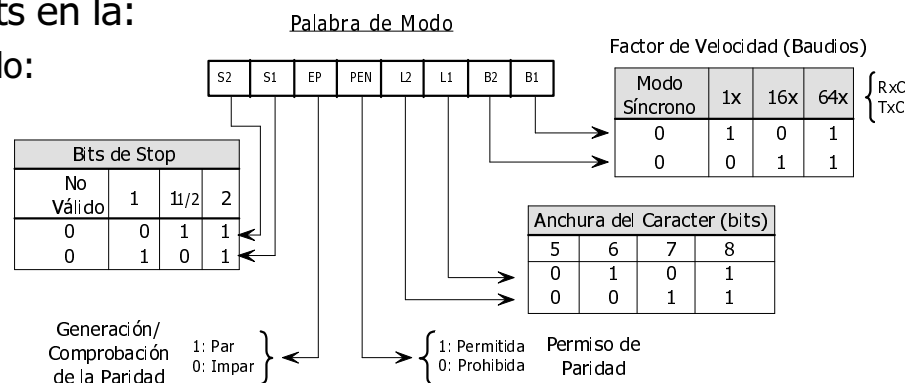 ts en la:
do:
Palabra de Modo
S2 S1 EP PEN L2 L1 B2 B1
Factor de Velocidad (Baudios)
Modo Síncrono 1x 16x 64x
0 1 0 1
0 0 1 1
RxC
TxC
Bits de Stop
No Válido 1 11/2 2
0 0 1 1
0 1 0 1
Anchura del Caracter (bits)
5 6 7 8
0 1 0 1
0 0 1 1
Generación/
Comprobación
de la Paridad
1: Par
0: Impar
1: Permitida
0: Prohibida
Permiso de
Paridad